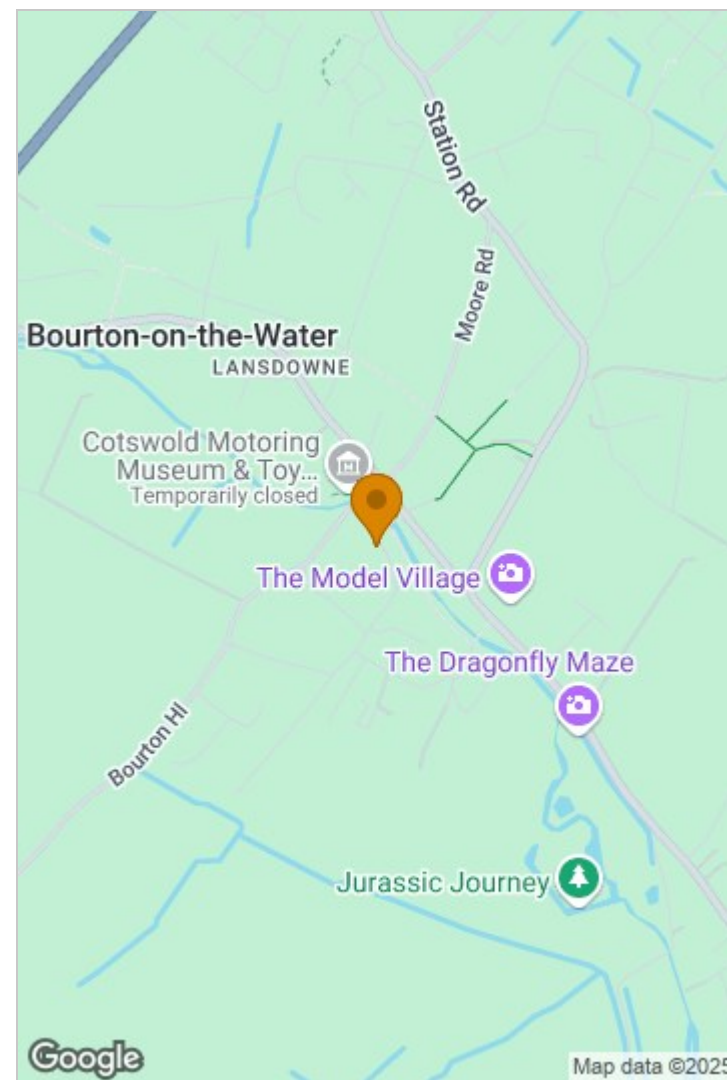 Station Rd
Moore Rd
Bourton-on-the-Water
LANSDOWNE
Cotswold Motoring
Museum & Toy...
Temporarily closed
The Model Village
The Dragonfly Maze
Bourton Hl
Jurassic Journey
Google
Map data ©2025